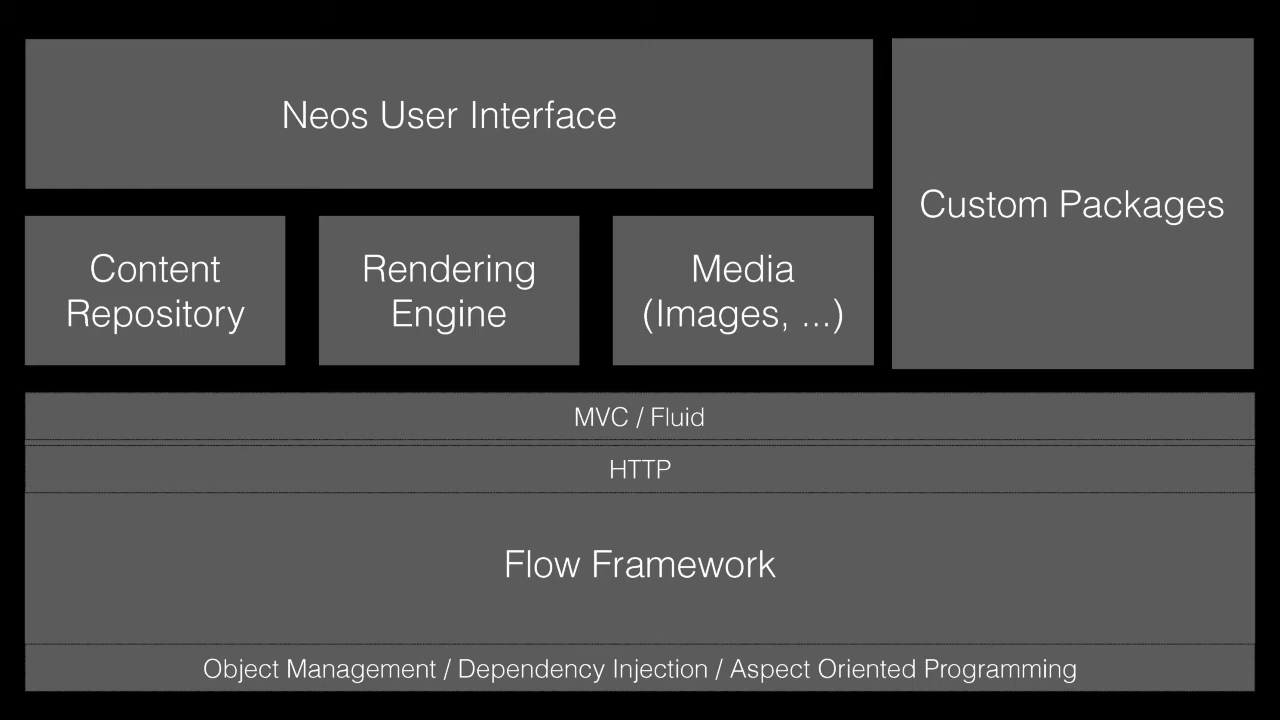 Neos User Interface
Custom Packages
Content
Repository
Rendering
Engine
Media
(Images, ...)
MVC / Fluid
HTTP
Flow Framework
Object Management / Dependency Injection / Aspect Oriented Programming